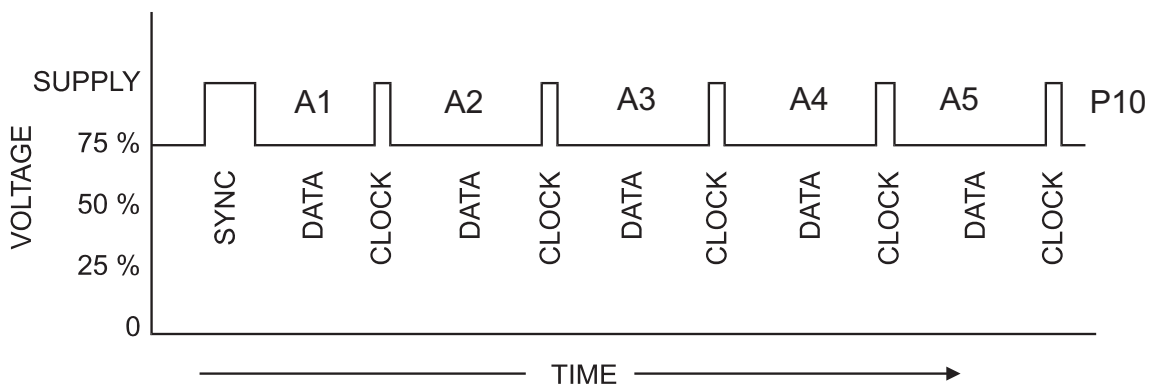 SUPPLY
A1
A2
A3
A4
A5
P10
75 %
VOLTAGE
50 %
25 %
0
SYNC
DATA
CLOCK
DATA
CLOCK
DATA
CLOCK
DATA
CLOCK
DATA
CLOCK
TIME